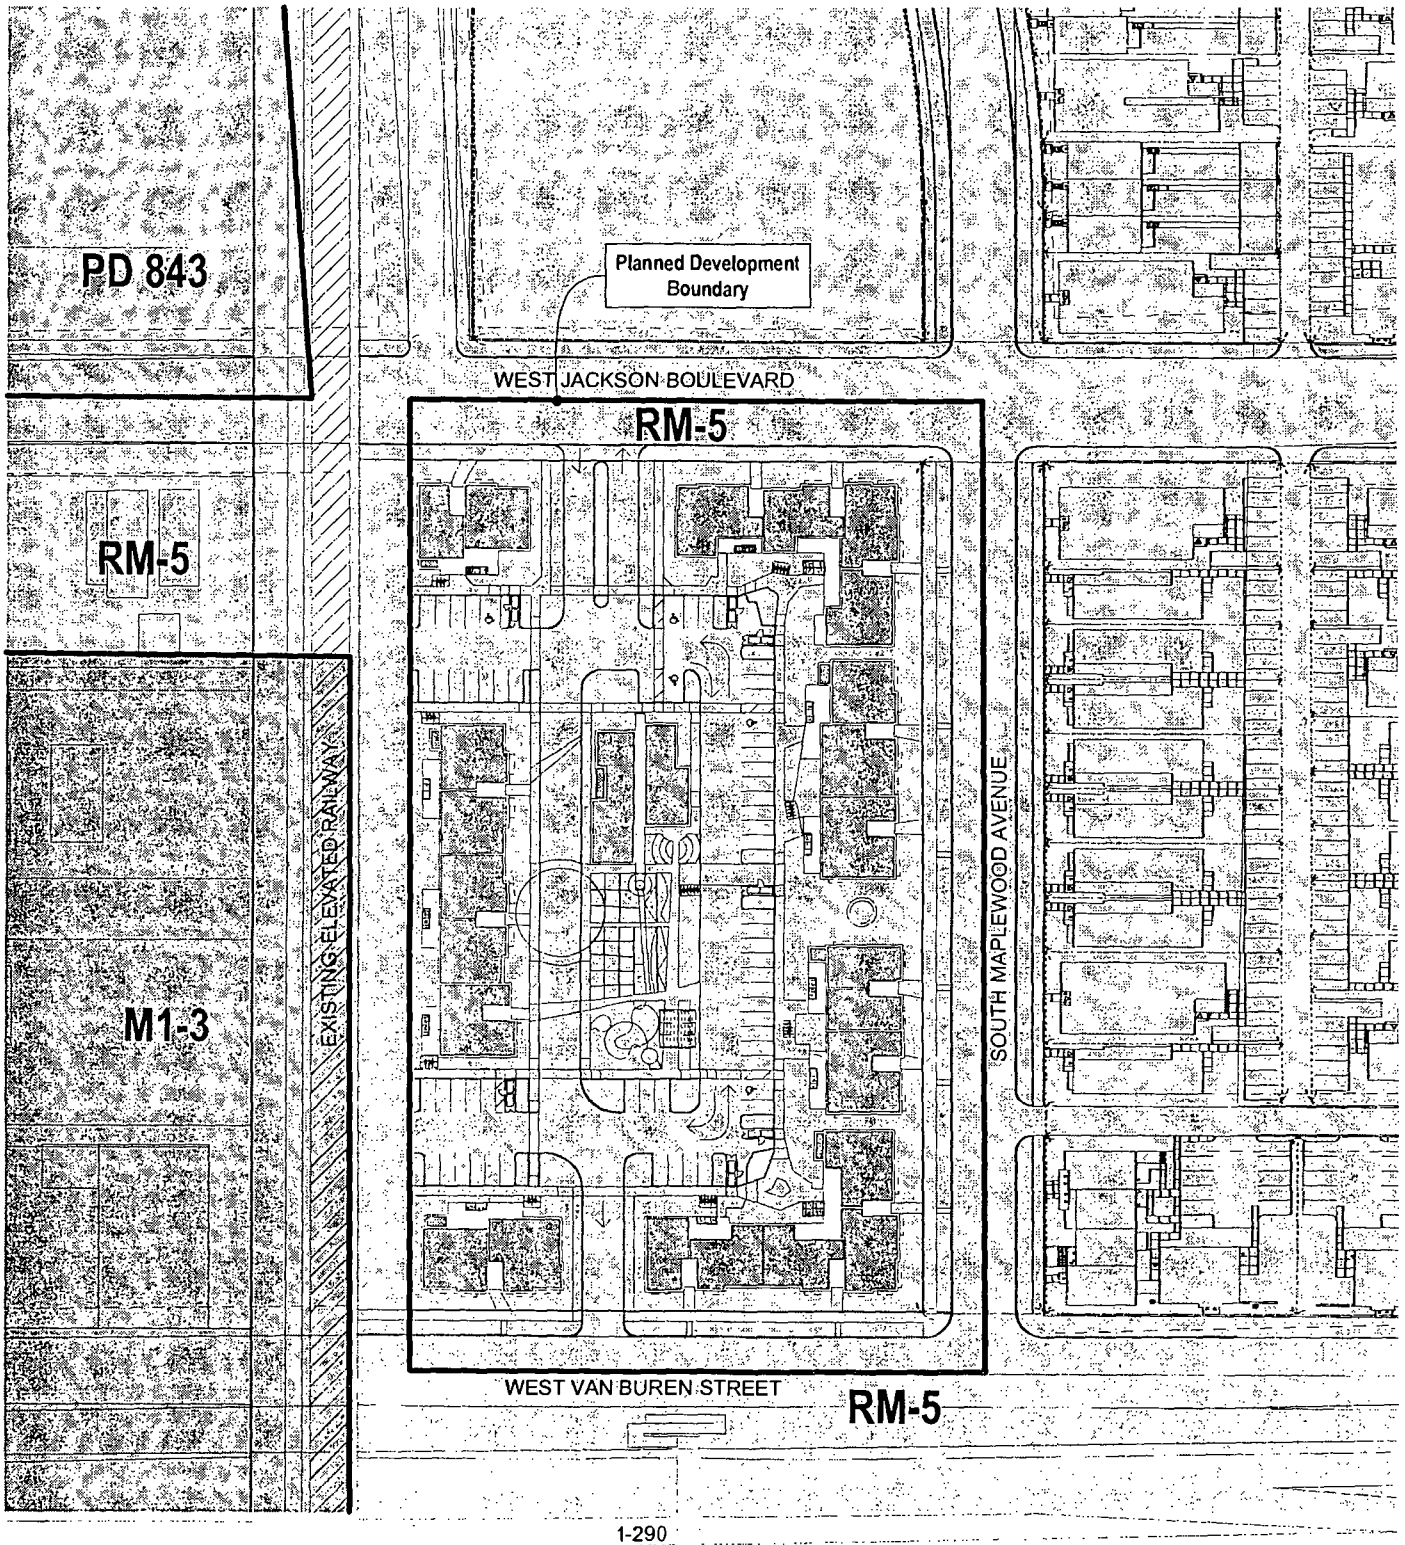 PD 843
Planned Development
Boundary
WEST JACKSON BOULEVARD
RM-5
RM-5
EXISTING ELEVATED RAILWAY
SOUTH MAPLEWOOD AVENUE
M1-3
WEST VAN BUREN STREET
RM-5
1-290